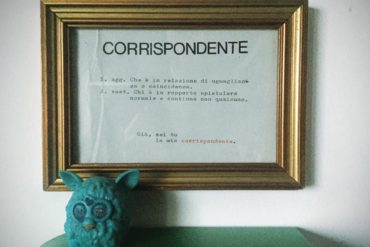 CORRISPONDENTE
1. agg. Che è in relazione di uguaglianza
za o coincidenza.
2. sost. Chi è in rapporto epistolare
normale e continuo con qualcuno.
sei tu
la mia corrispondente.